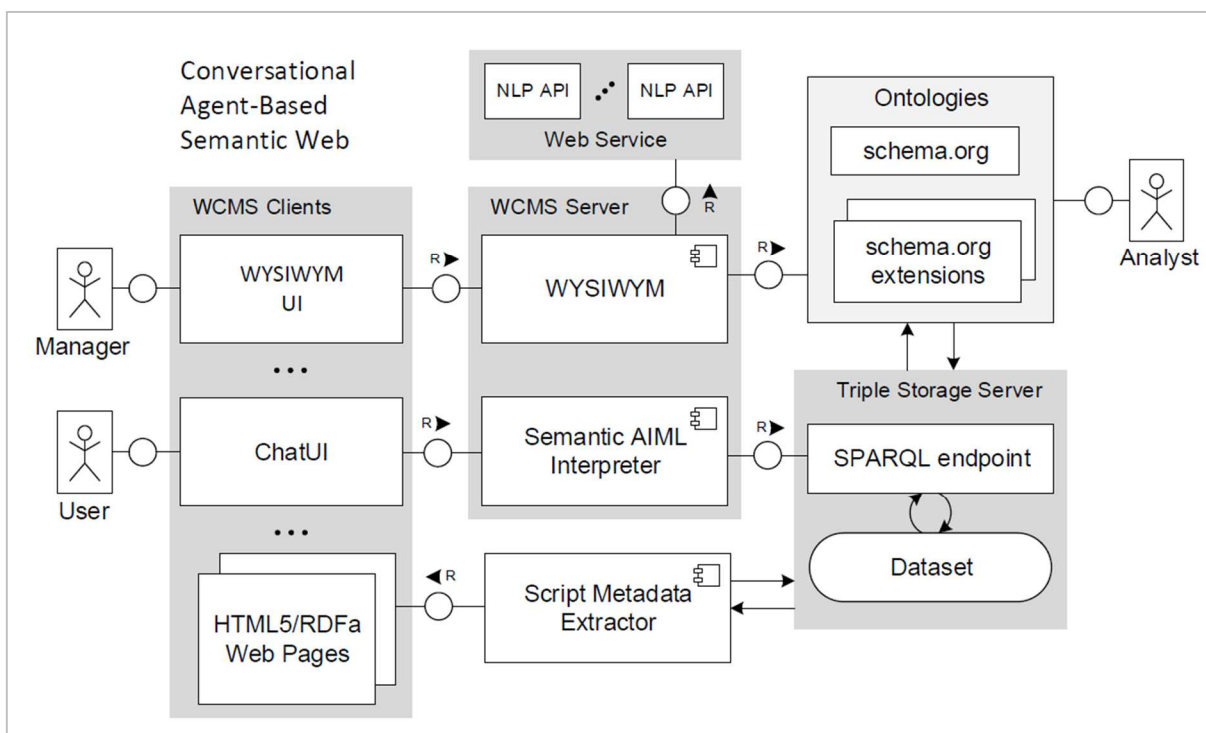 Conversational
Agent-Based
Semantic Web
NLP API
NLP API
Web Service
Ontologies
schema.org
schema.org
extensions
Analyst
WCMS Clients
WCMS Server
R
WYSIWYM
UI
R
WYSIWYM
R
Manager
Triple Storage Server
ChatUI
R
Semantic AIML
Interpreter
R
SPARQL endpoint
User
Dataset
HTML5/RDFa
Web Pages
R
Script Metadata
Extractor